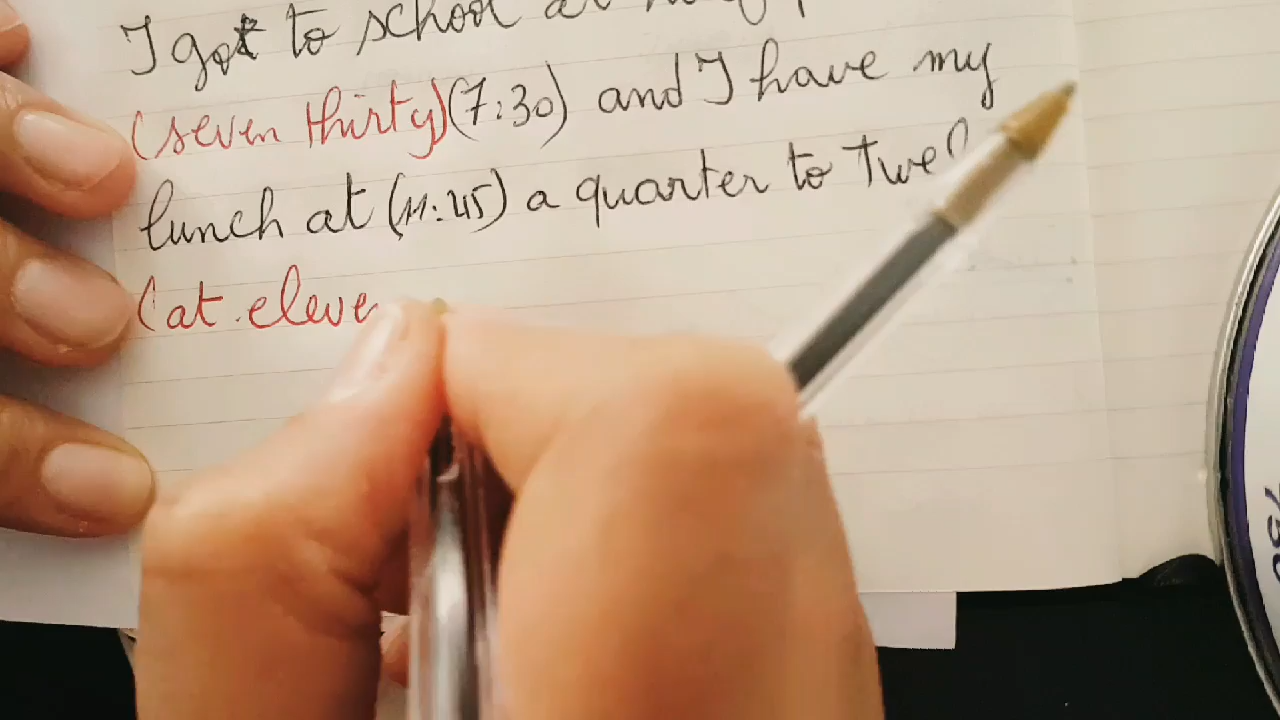 I got to school at
(seven thirty) (7:30) and I have my
lunch at (11:45) a quarter to
(at eleve